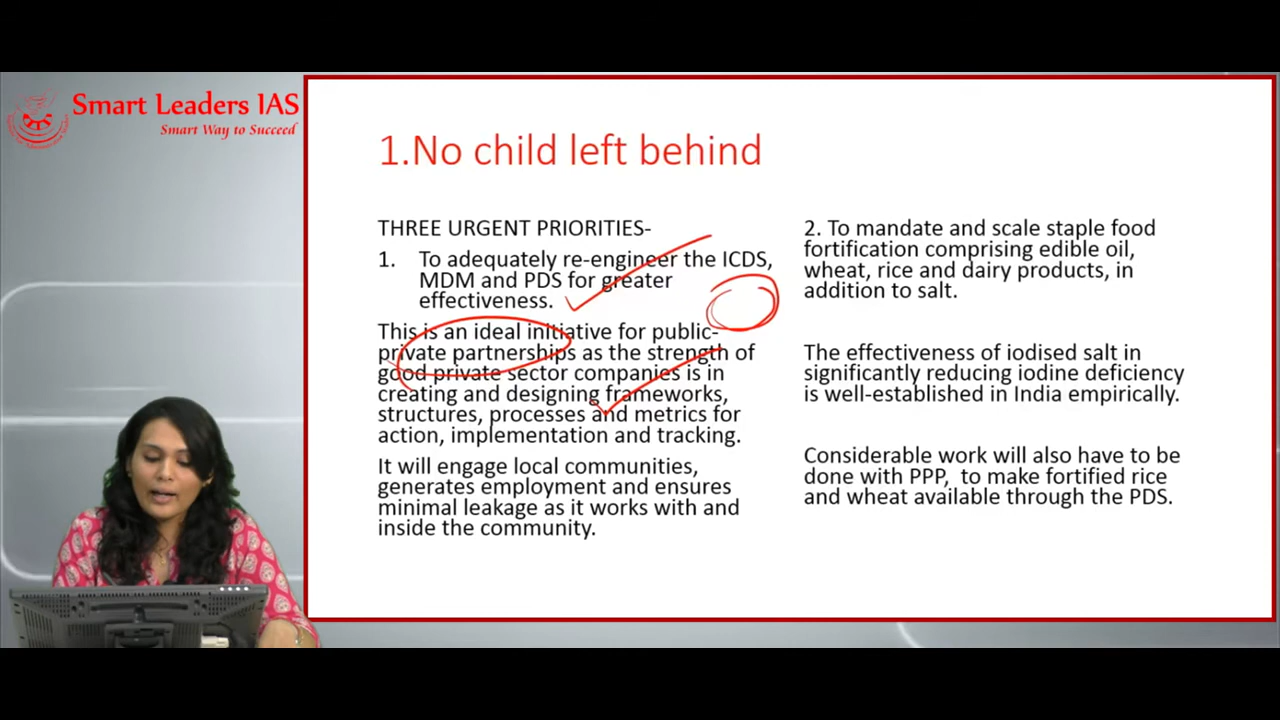 Smart Leaders IAS
Smart Way to Succeed
1.No child left behind
THREE URGENT PRIORITIES-
1. To adequately re-engineer the ICDS,
MDM and PDS for greater
effectiveness.
This is an ideal initiative for public-
private partnerships as the strength of
good private sector companies is in
creating and designing frameworks,
structures, processes and metrics for
action, implementation and tracking.
It will engage local communities,
generates employment and ensures
minimal leakage as it works with and
inside the community.
2. To mandate and scale staple food
fortification comprising edible oil,
wheat, rice and dairy products, in
addition to salt.
The effectiveness of iodised salt in
significantly reducing iodine deficiency
is well-established in India empirically.
Considerable work will also have to be
done with PPP, to make fortified rice
and wheat available through the PDS.